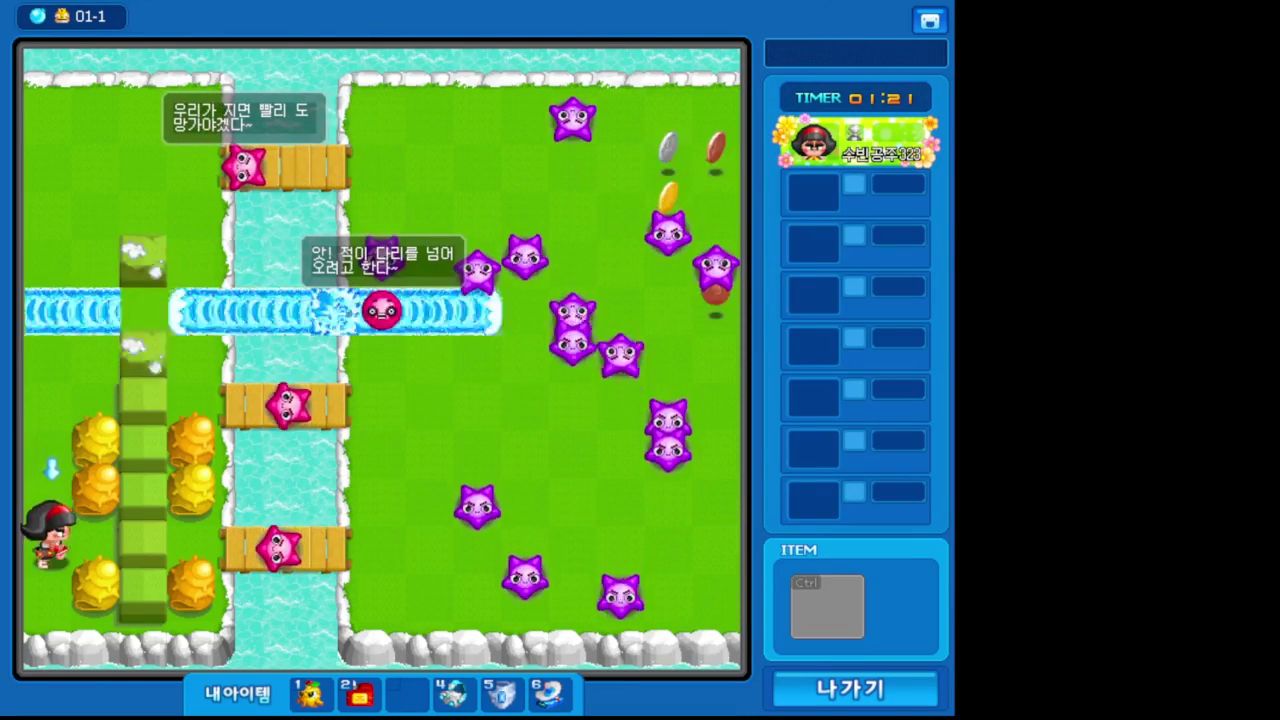 01-1
TIMER 01:21
수빈공주323
우리가 지면 빨리 도
망가야겠다~
앗! 적이 다리를 넘어
오려고 한다~
ITEM
Ctrl
내 아이템
1
2
4
5
6
나가기